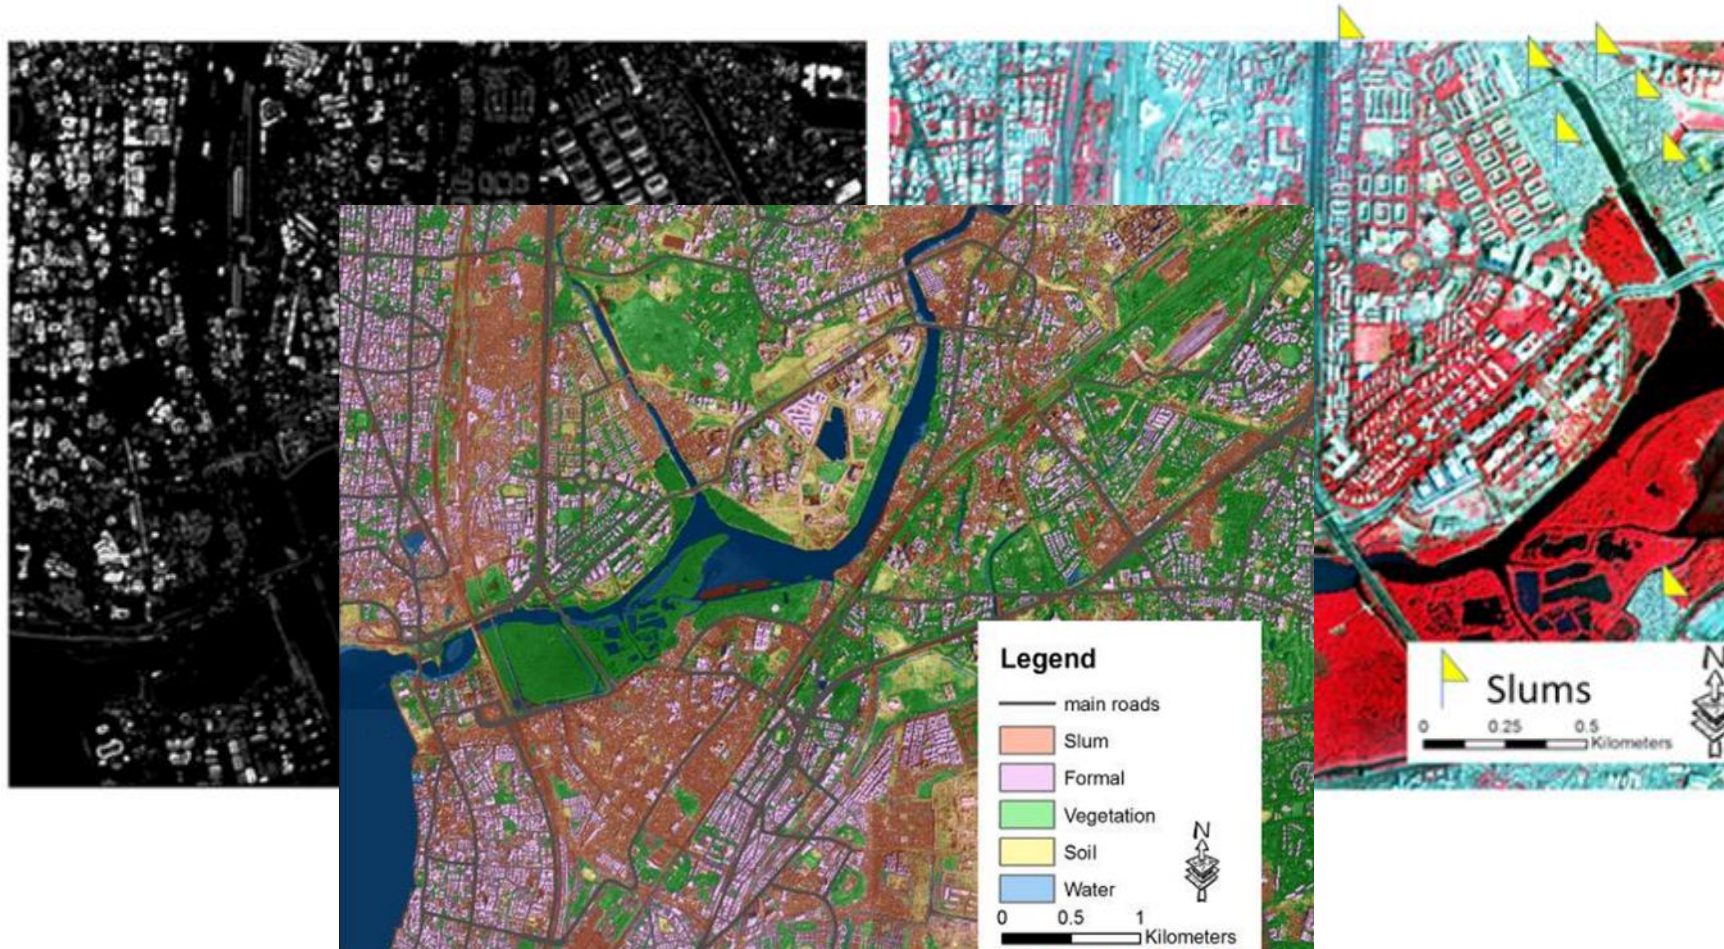 Legend
main roads
Slum
Formal
Vegetation
Soil
Water
N
0 0.5 1
Kilometers
Slums
N
0 0.25 0.5
Kilometers